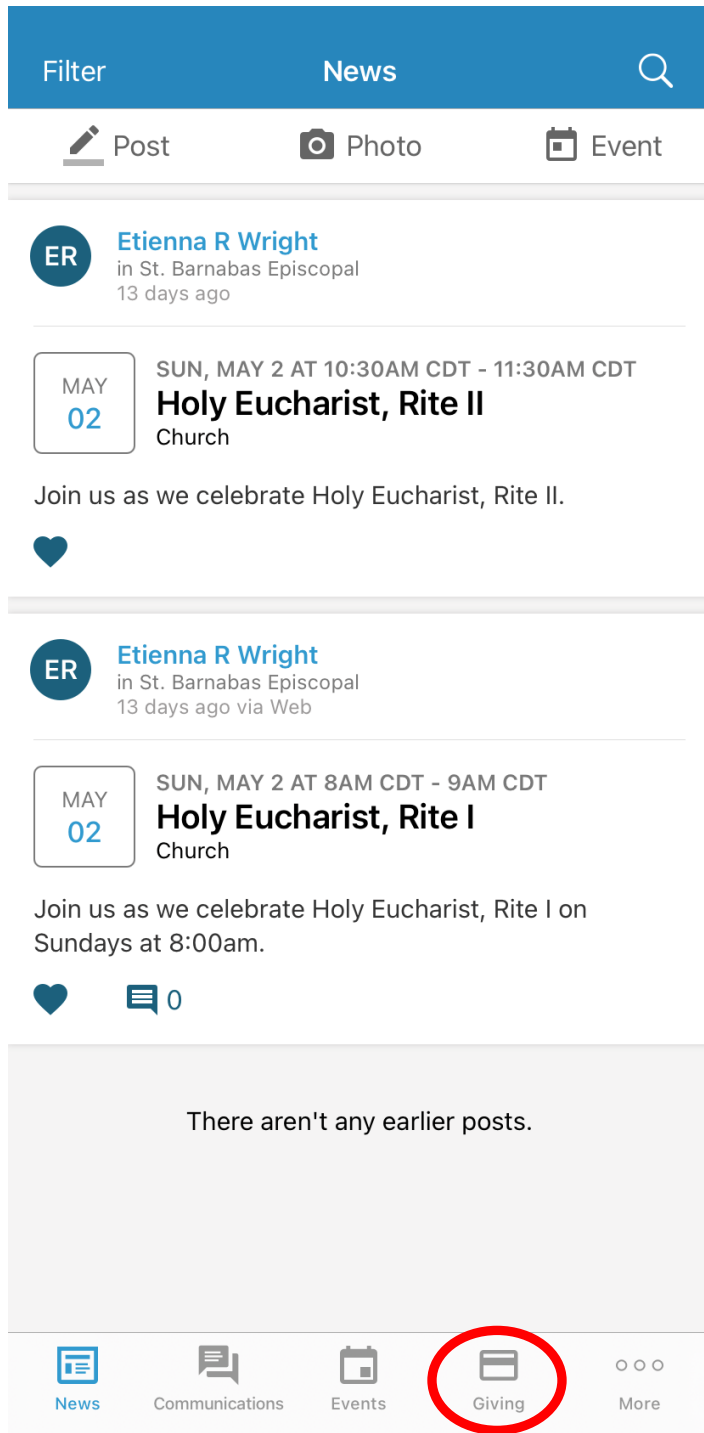 Filter News
Post Photo Event
ER
Etienna R Wright
in St. Barnabas Episcopal
13 days ago
MAY
02
SUN, MAY 2 AT 10:30AM CDT - 11:30AM CDT
Holy Eucharist, Rite II
Church
Join us as we celebrate Holy Eucharist, Rite II.
ER
Etienna R Wright
in St. Barnabas Episcopal
13 days ago via Web
MAY
02
SUN, MAY 2 AT 8AM CDT - 9AM CDT
Holy Eucharist, Rite I
Church
Join us as we celebrate Holy Eucharist, Rite I on
Sundays at 8:00am.
0
There aren't any earlier posts.
News Communications Events Giving More